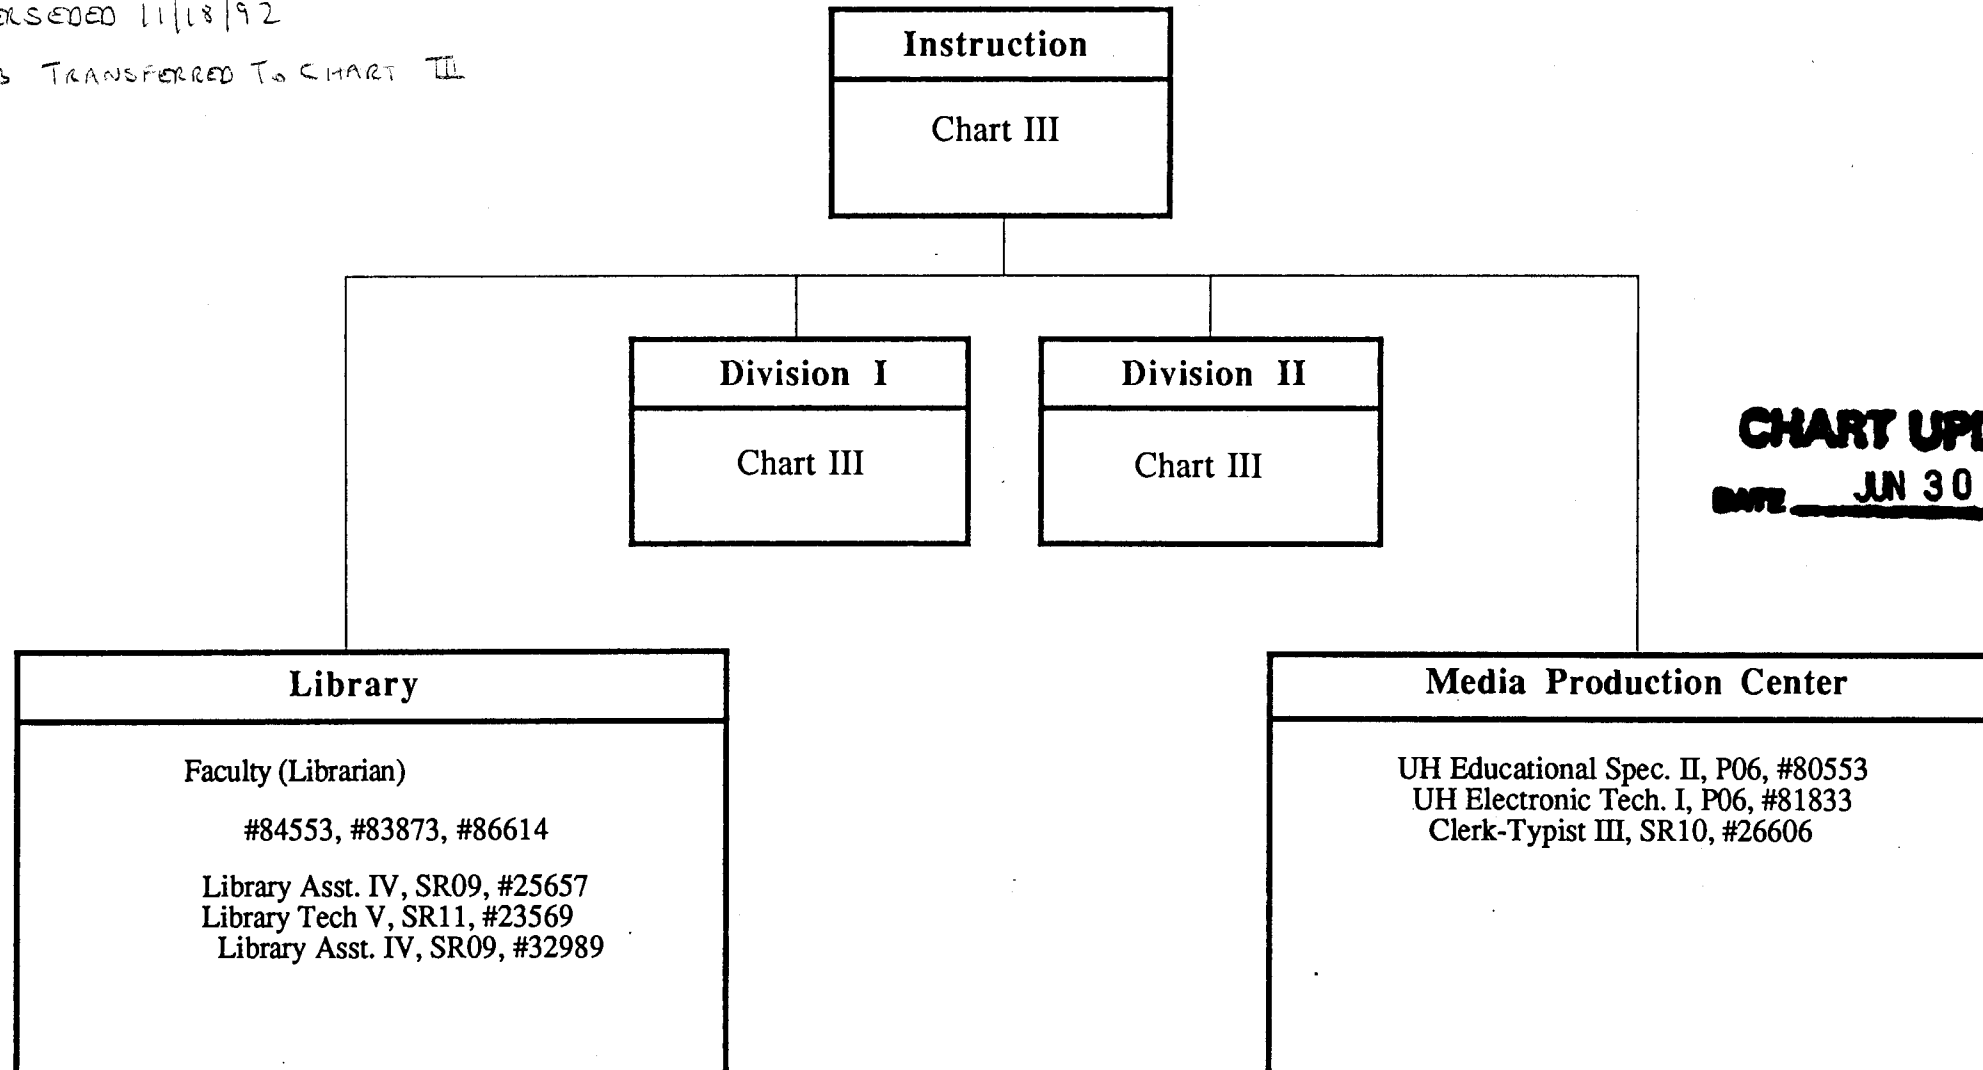 11/18/92
TRANSFERRED TO CHART III
Instruction
Chart III
Division I
Chart III
Division II
Chart III
CHART
DATE JUN 30
Library
Faculty (Librarian)
#84553, #83873, #86614
Library Asst. IV, SR09, #25657
Library Tech V, SR11, #23569
Library Asst. IV, SR09, #32989
Media Production Center
UH Educational Spec. II, P06, #80553
UH Electronic Tech. I, P06, #81833
Clerk-Typist III, SR10, #26606